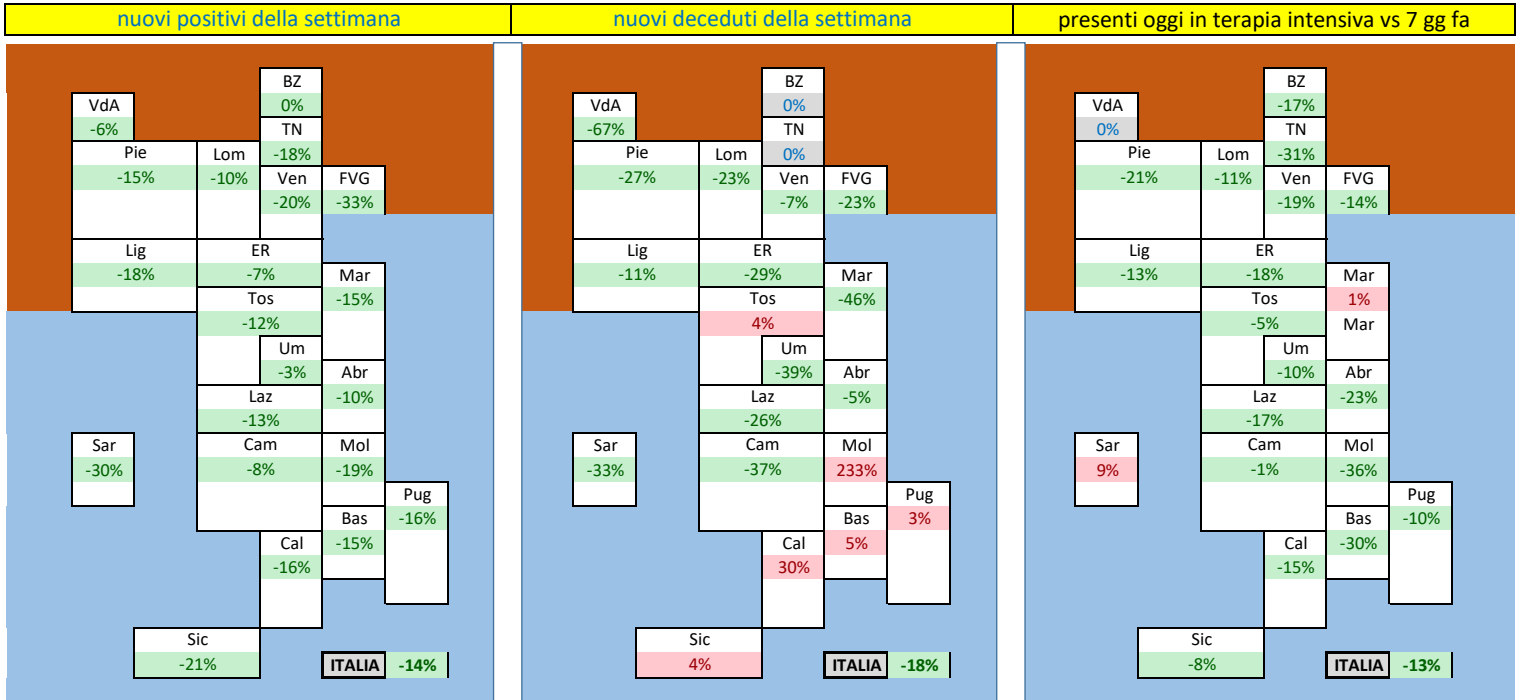 nuovi positivi della settimana
nuovi deceduti della settimana
presenti oggi in terapia intensiva vs 7 gg fa
BZ
VdA 0%
-6% TN
Pie Lom -18%
-15% -10% Ven FVG
-20% -33%
Lig ER
-18% -7% Mar
Tos -15%
-12%
Um
-3% Abr
Laz -10%
-13%
Sar Cam Mol
-30% -8% -19%
Pug
Bas -16%
Cal -15%
-16%
Sic
-21% ITALIA -14%
BZ
VdA 0%
-67% TN
Pie Lom 0%
-27% -23% Ven FVG
-7% -23%
Lig ER
-11% -29% Mar
Tos -46%
4%
Um
-39% Abr
Laz -5%
-26%
Sar Cam Mol
-33% -37% 233%
Pug
Bas 3%
Cal 5%
30%
Sic
4% ITALIA -18%
BZ
VdA -17%
0% TN
Pie Lom -31%
-21% -11% Ven FVG
-19% -14%
Lig ER
-13% -18% Mar
Tos 1%
-5% Mar
Um
-10% Abr
Laz -23%
-17%
Sar Cam Mol
9% -1% -36%
Pug
Bas -10%
Cal -30%
-15%
Sic
-8% ITALIA -13%